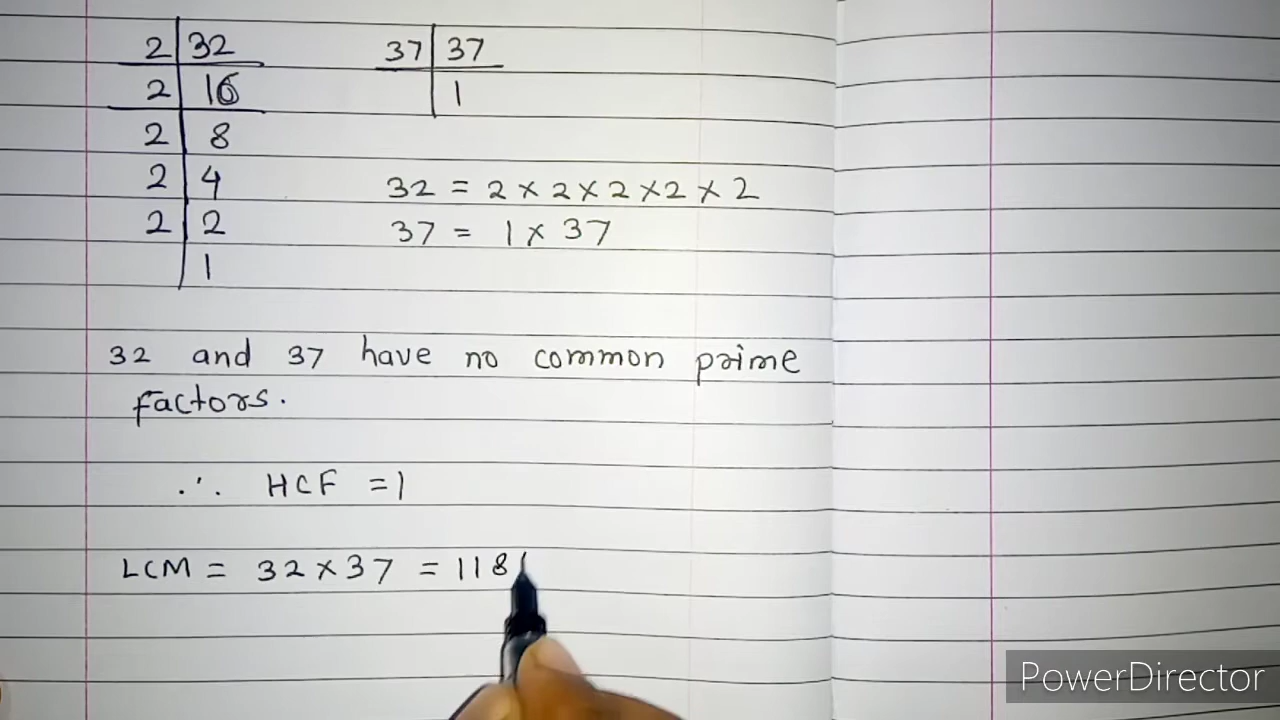 2 | 32
2 | 16
2 | 8
2 | 4
2 | 2
1
37 | 37
1
32 = 2 × 2 × 2 × 2 × 2
37 = 1 × 37
32 and 37 have no common prime
factors.
∴ HCF = 1
LCM = 32 × 37 = 118
PowerDirector